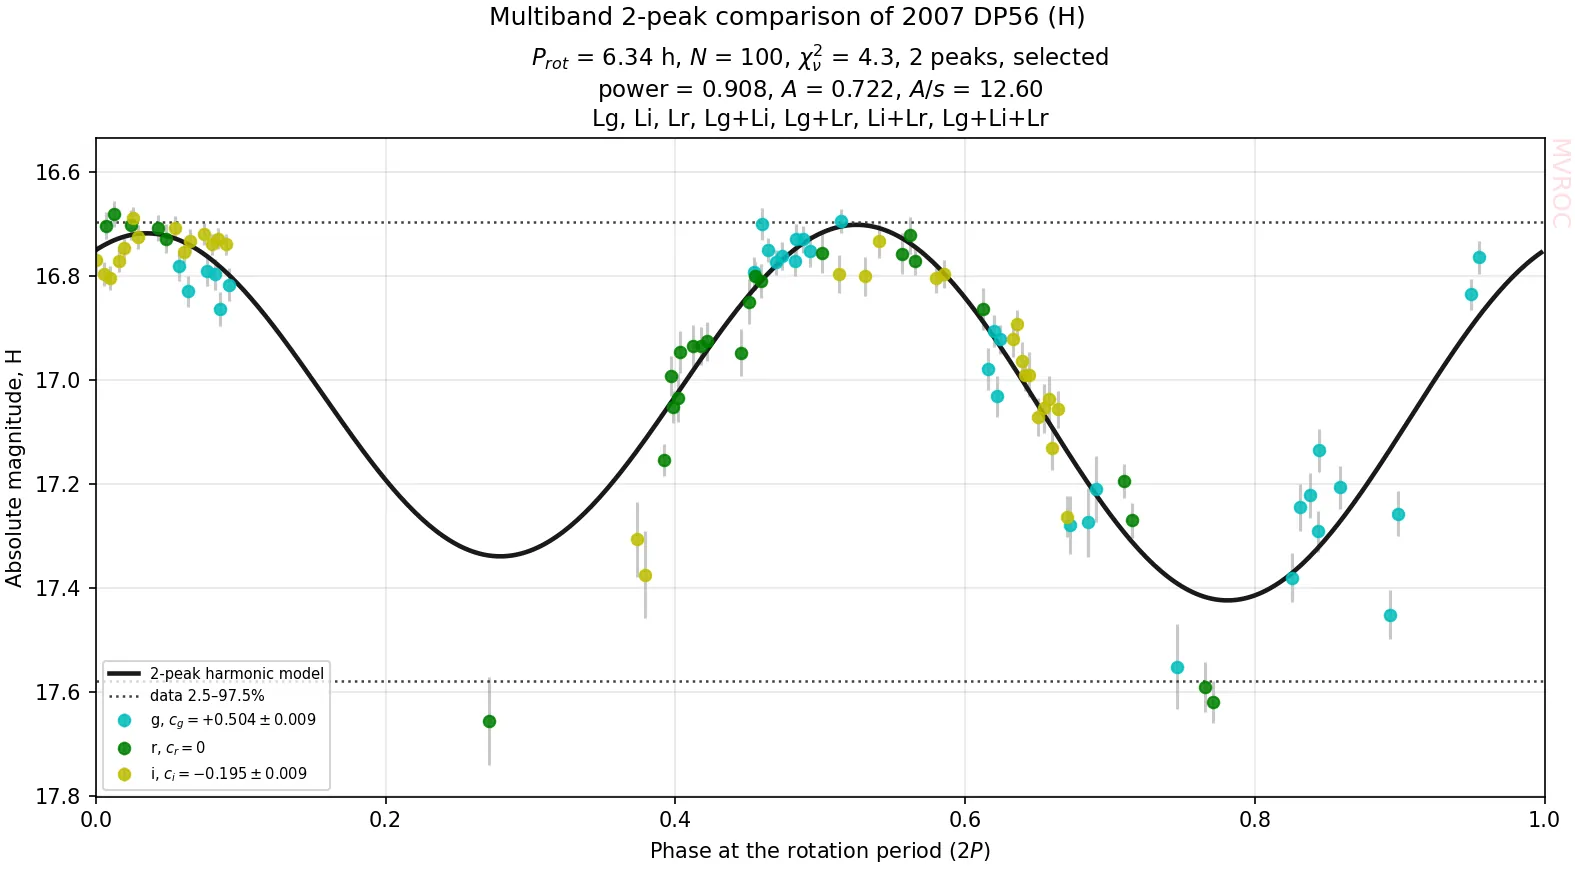 Multiband 2-peak comparison of 2007 DP56 (H)
P_rot = 6.34 h, N = 100, χ²_ν = 4.3, 2 peaks, selected
power = 0.908, A = 0.722, A/s = 12.60
Lg, Li, Lr, Lg+Li, Lg+Lr, Li+Lr, Lg+Li+Lr
MVROC
Absolute magnitude, H
16.6
16.8
17.0
17.2
17.4
17.6
17.8
2-peak harmonic model
data 2.5–97.5%
g, c_g = +0.504 ± 0.009
r, c_r = 0
i, c_i = −0.195 ± 0.009
0.0 0.2 0.4 0.6 0.8 1.0
Phase at the rotation period (2P)